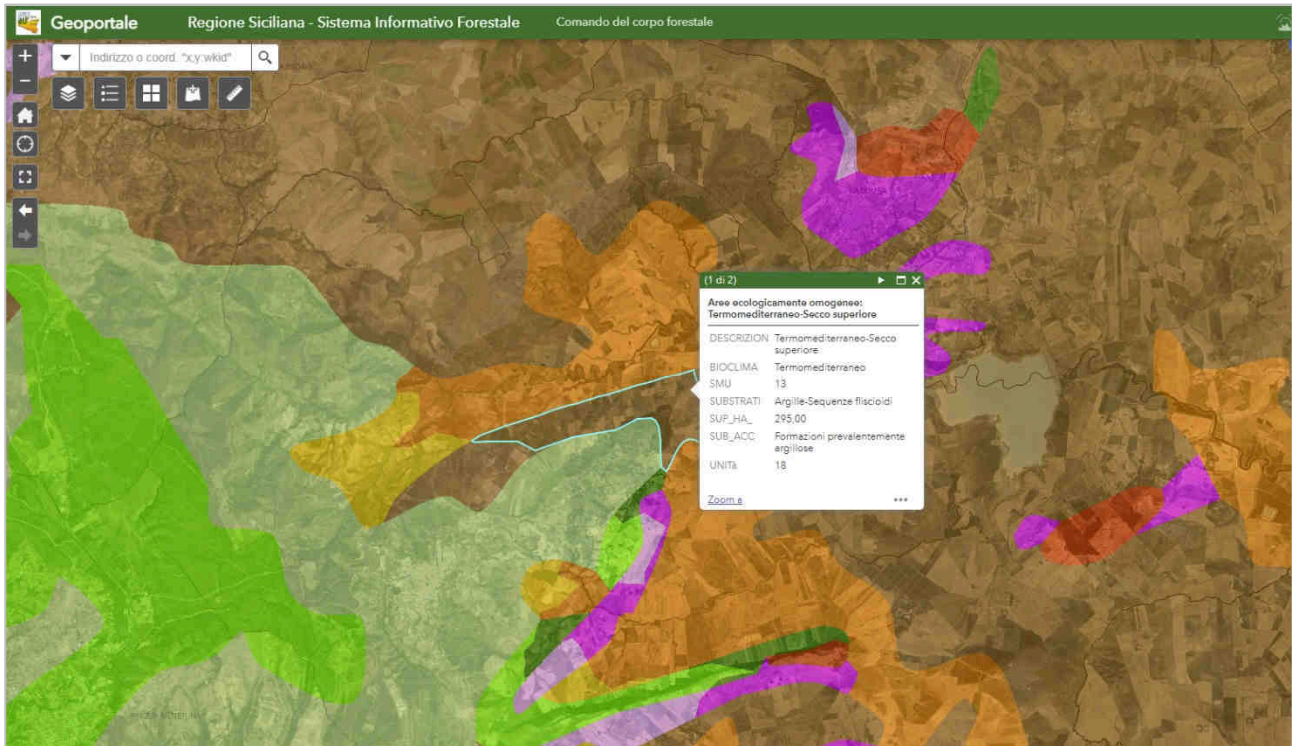 Geoportale Regione Siciliana - Sistema Informativo Forestale Comando del corpo forestale
Indirizzo o coord. "x,y:wkid"
(1 di 2)
Aree ecologicamente omogenee:
Termomediterraneo-Secco superiore
DESCRIZION Termomediterraneo-Secco
superiore
BIOCLIMA Termomediterraneo
SMU 13
SUBSTRATI Argille-Sequenze fliscioidi
SUP_HA_ 295,00
SUB_ACC Formazioni prevalentemente
argillose
UNITà 18
Zoom a